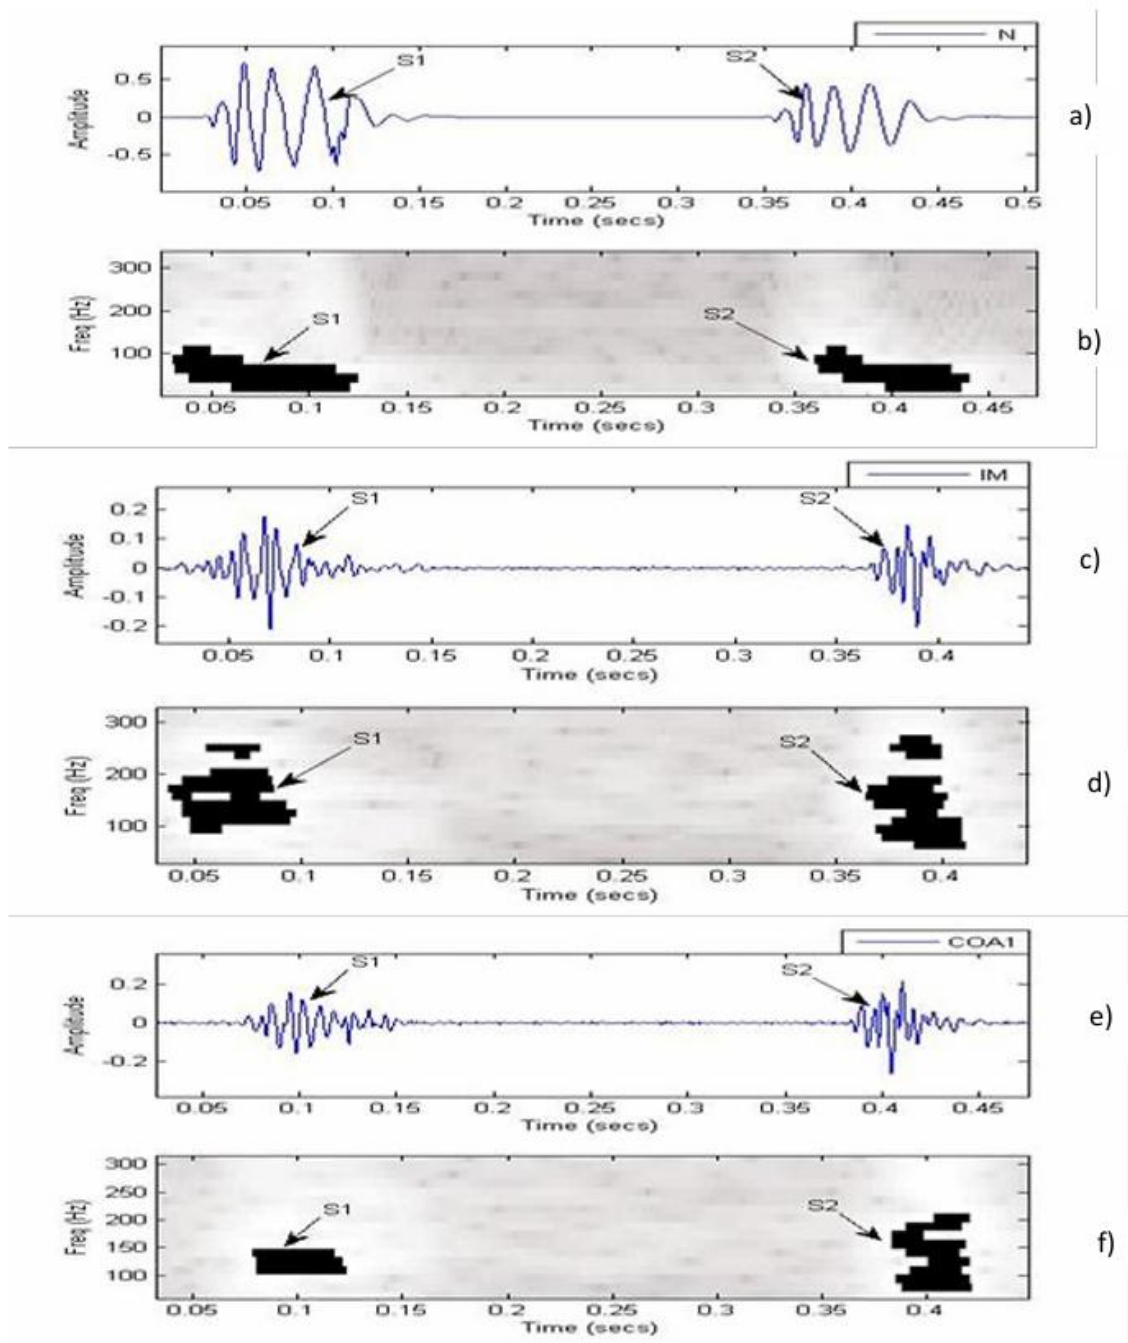 N
S1
S2
0.5
0
-0.5
Amplitude
a)
0.05 0.1 0.15 0.2 0.25 0.3 0.35 0.4 0.45 0.5
Time (secs)
300
200
100
Freq (Hz)
S1
S2
b)
0.05 0.1 0.15 0.2 0.25 0.3 0.35 0.4 0.45
Time (secs)
IM
S1
S2
0.2
0.1
0
-0.1
-0.2
Amplitude
c)
0.05 0.1 0.15 0.2 0.25 0.3 0.35 0.4
Time (secs)
300
200
100
Freq (Hz)
S1
S2
d)
0.05 0.1 0.15 0.2 0.25 0.3 0.35 0.4
Time (secs)
COA1
S1
S2
0.2
0
-0.2
Amplitude
e)
0.05 0.1 0.15 0.2 0.25 0.3 0.35 0.4 0.45
Time (secs)
300
250
200
150
100
Freq (Hz)
S1
S2
f)
0.05 0.1 0.15 0.2 0.25 0.3 0.35 0.4
Time (secs)